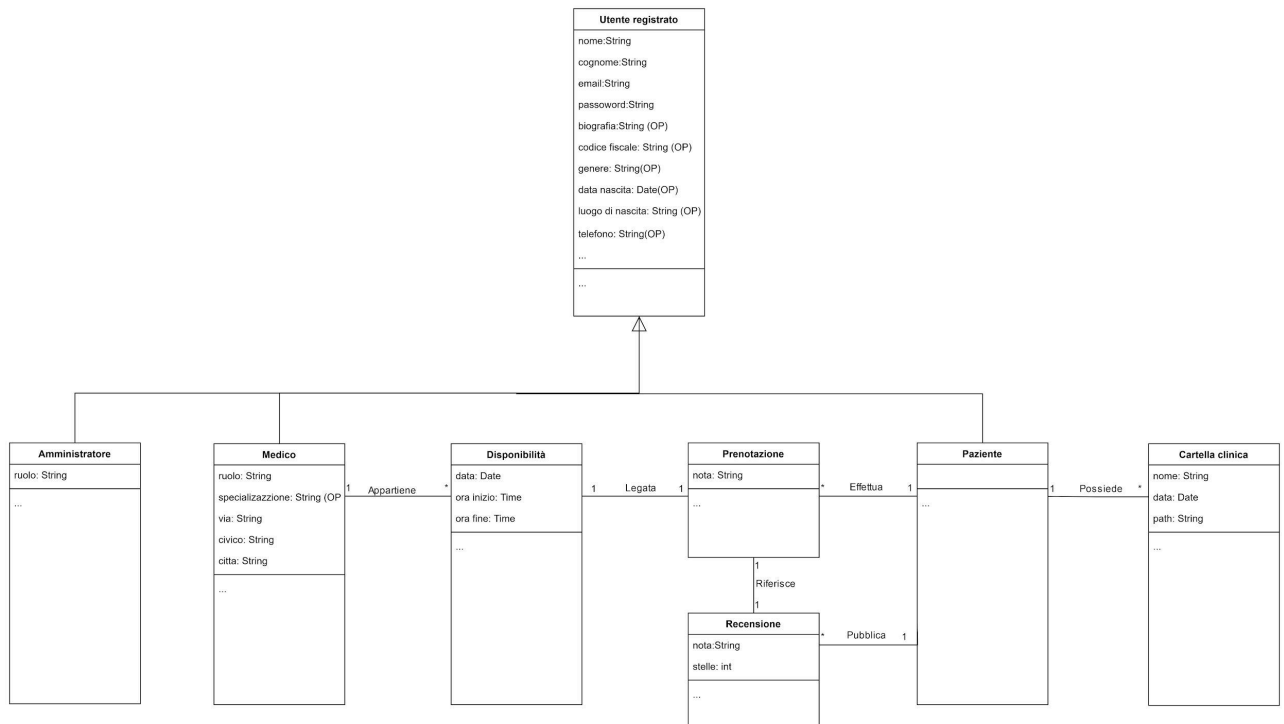 Utente registrato
nome:String
cognome:String
email:String
passoword:String
biografia:String (OP)
codice fiscale: String (OP)
genere: String(OP)
data nascita: Date(OP)
luogo di nascita: String (OP)
telefono: String(OP)
...
...
Amministratore
ruolo: String
...
Medico
ruolo: String
specializazzione: String (OP
via: String
civico: String
citta: String
...
1
Appartiene
*
Disponibilità
data: Date
ora inizio: Time
ora fine: Time
...
1
Legata
1
Prenotazione
nota: String
...
*
Effettua
1
Paziente
...
1
Possiede
*
Cartella clinica
nome: String
data: Date
path: String
...
1
Riferisce
1
Recensione
nota:String
stelle: int
...
*
Pubblica
1